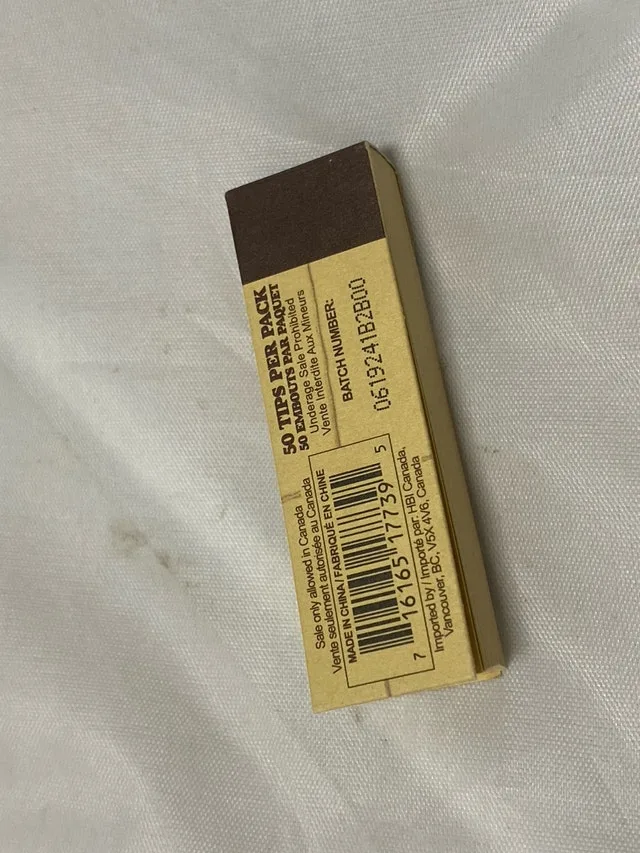 50 TIPS PER PACK
50 EMBOUTS PAR PAQUET
Underage Sale Prohibited
Vente Interdite Aux Mineurs
BATCH NUMBER:
0619241B2B00
Sale only allowed in Canada
Vente seulement autorisée au Canada
MADE IN CHINA / FABRIQUÉ EN CHINE
7 16165 17739 5
Imported by / Importé par: HBI Canada,
Vancouver, BC, V5X 4V6, Canada